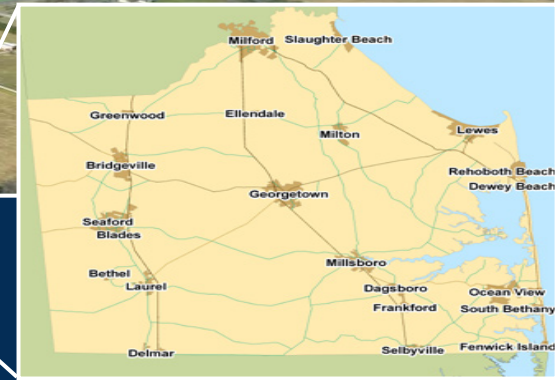 Milford
Slaughter Beach
Greenwood
Ellendale
Milton
Lewes
Bridgeville
Rehoboth Beach
Dewey Beach
Georgetown
Seaford
Blades
Millsboro
Bethel
Laurel
Dagsboro
Ocean View
Frankford
South Bethany
Delmar
Selbyville
Fenwick Island